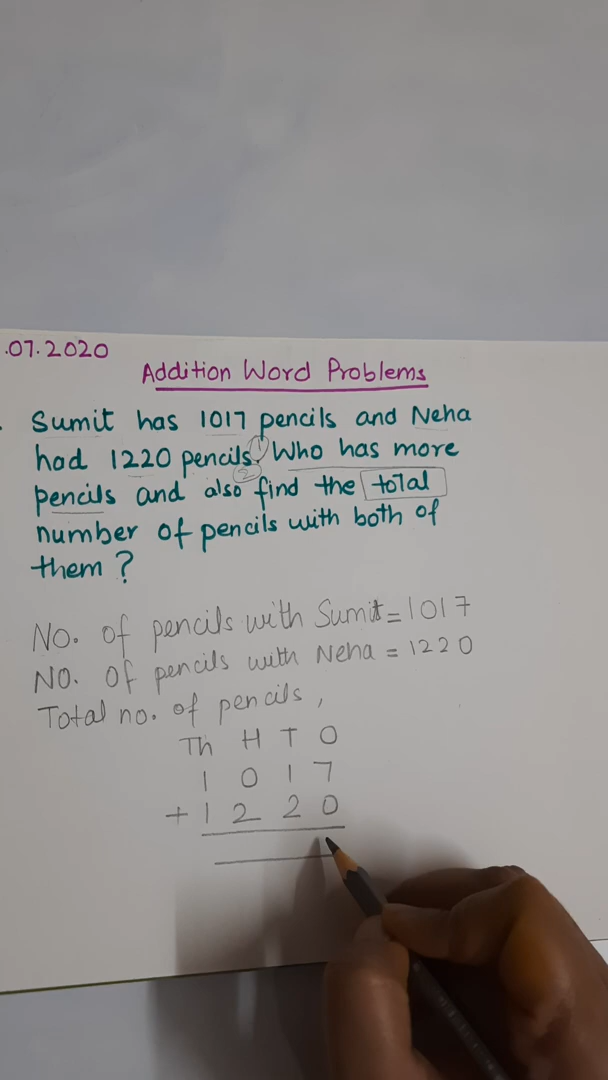 .07.2020
Addition Word Problems
Sumit has 1017 pencils and Neha
had 1220 pencils. (1) Who has more
(2)
pencils and also find the total
number of pencils with both of
them ?
No. of pencils with Sumit = 1017
No. of pencils with Neha = 1220
Total no. of pencils,
Th H T O
1 0 1 7
+ 1 2 2 0